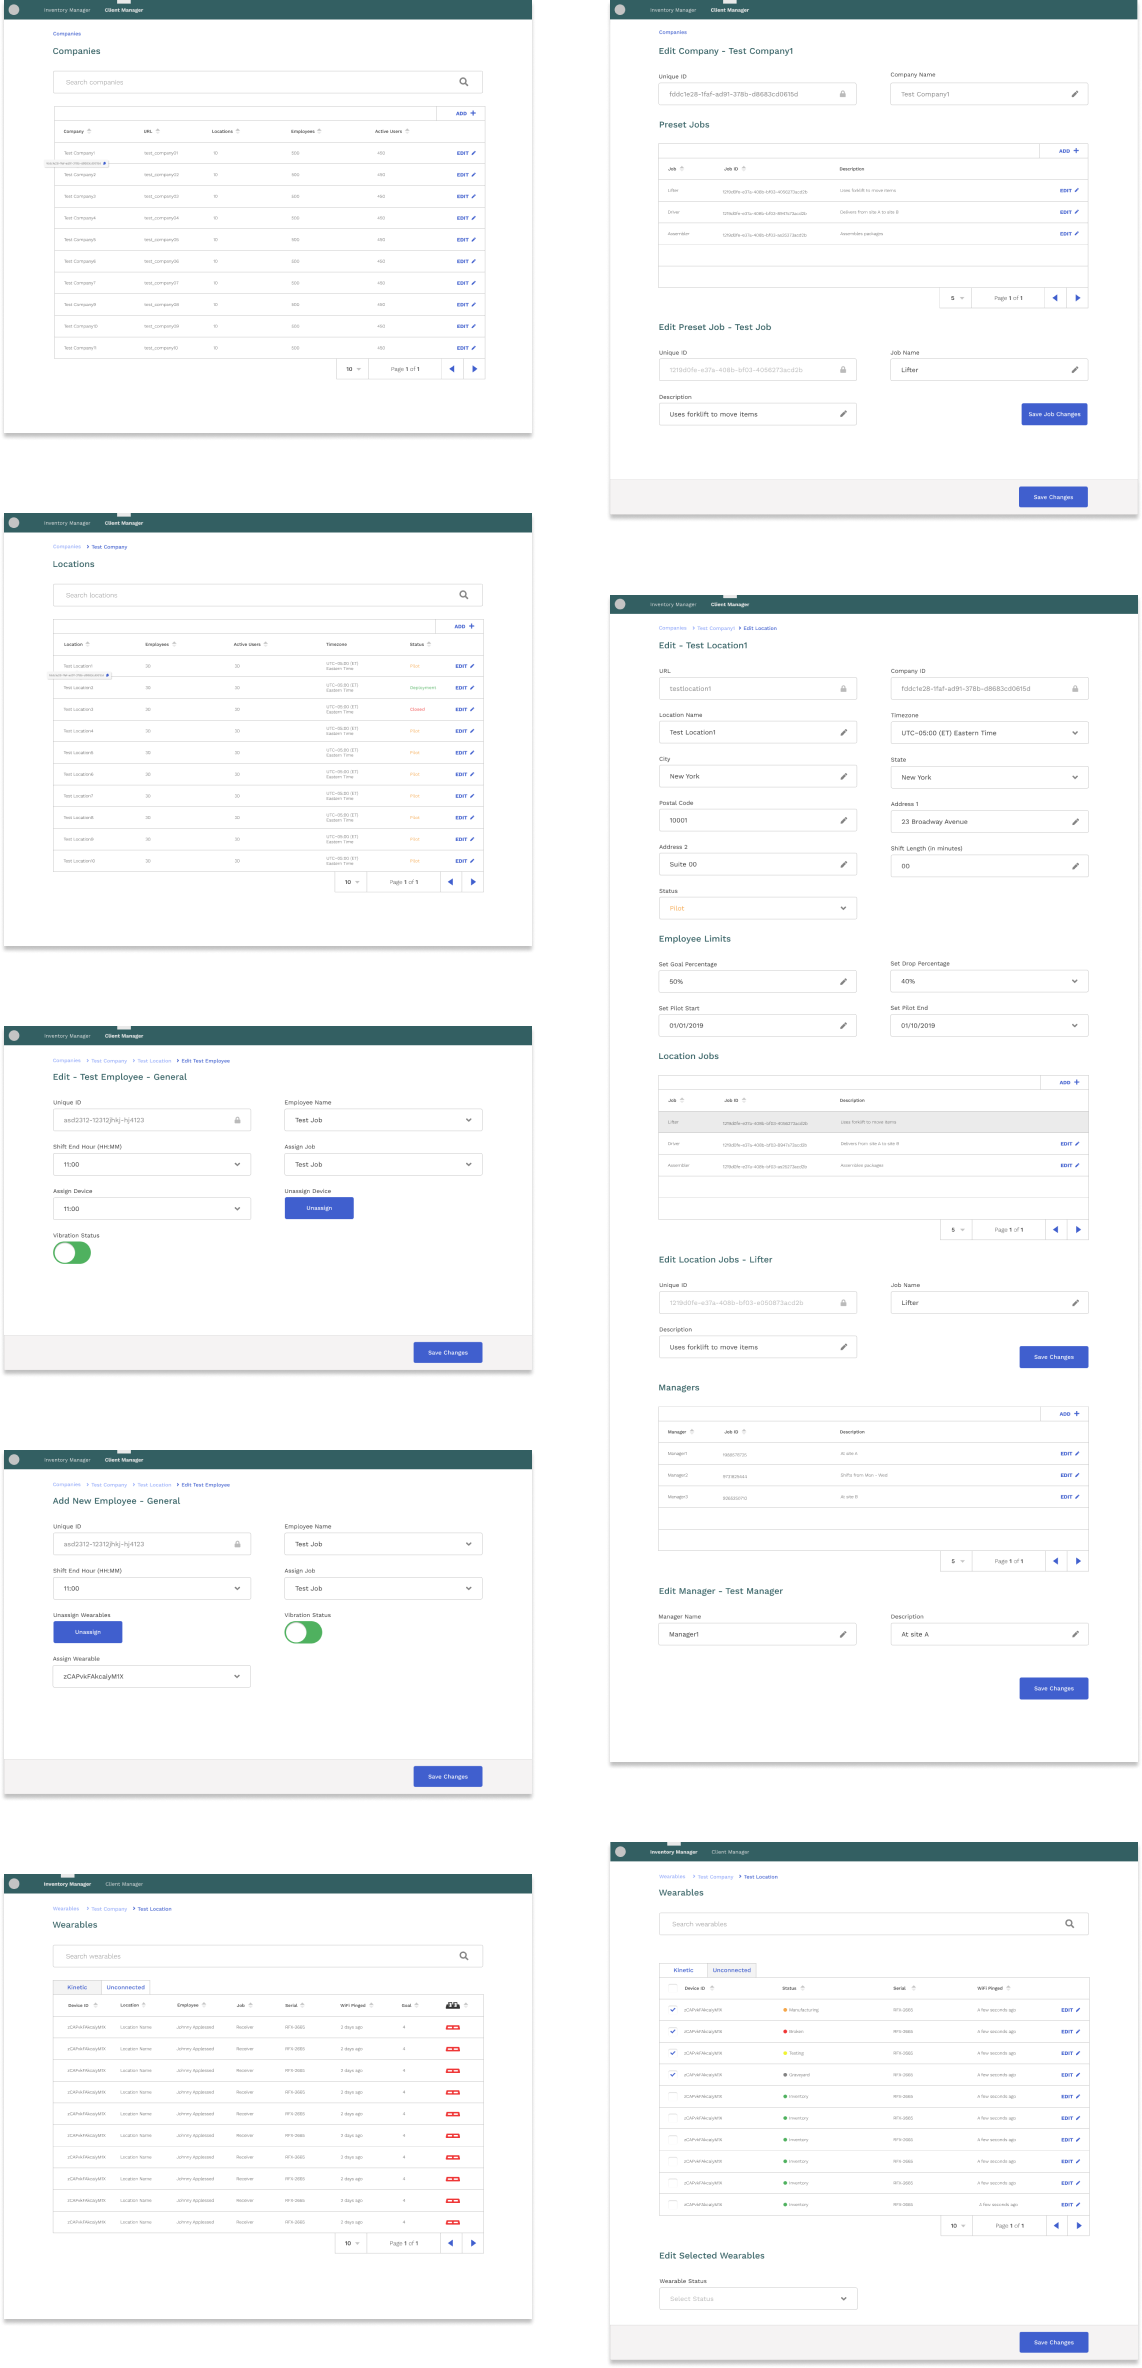 Inventory Manager Client Manager
Companies
Companies
Search companies
ADD +
Company URL Locations Employees Active Users
Test Company1 test_company01 10 500 450 EDIT
Test Company2 test_company02 10 500 450 EDIT
Test Company3 test_company03 10 500 450 EDIT
Test Company4 test_company04 10 500 450 EDIT
Test Company5 test_company05 10 500 450 EDIT
Test Company6 test_company06 10 500 450 EDIT
Test Company7 test_company07 10 500 450 EDIT
Test Company9 test_company08 10 500 450 EDIT
Test Company10 test_company09 10 500 450 EDIT
Test Company11 test_company10 10 500 450 EDIT
10 Page 1 of 1
Inventory Manager Client Manager
Companies
Edit Company - Test Company1
Unique ID Company Name
fddc1e28-1faf-ad91-378b-d8683cd0615d Test Company1
Preset Jobs
ADD +
Job Job ID Description
Lifter Uses forklift to move items EDIT
Driver Delivers from site A to site B EDIT
Assembler Assembles packages EDIT
5 Page 1 of 1
Edit Preset Job - Test Job
Unique ID Job Name
1219d0fe-e37a-408b-bf03-4056273acd2b Lifter
Description
Uses forklift to move items Save Job Changes
Save Changes
Inventory Manager Client Manager
Companies > Test Company
Locations
Search locations
ADD +
Location Employees Active Users Timezone Status
Test Location1 30 30 UTC-05:00 (ET) Eastern Time Pilot EDIT
Test Location2 30 30 UTC-05:00 (ET) Eastern Time Deployment EDIT
Test Location3 30 30 UTC-05:00 (ET) Eastern Time Closed EDIT
Test Location4 30 30 UTC-05:00 (ET) Eastern Time Pilot EDIT
Test Location5 30 30 UTC-05:00 (ET) Eastern Time Pilot EDIT
Test Location6 30 30 UTC-05:00 (ET) Eastern Time Pilot EDIT
Test Location7 30 30 UTC-05:00 (ET) Eastern Time Pilot EDIT
Test Location8 30 30 UTC-05:00 (ET) Eastern Time Pilot EDIT
Test Location9 30 30 UTC-05:00 (ET) Eastern Time Pilot EDIT
Test Location10 30 30 UTC-05:00 (ET) Eastern Time Pilot EDIT
10 Page 1 of 1
Inventory Manager Client Manager
Companies > Test Company1 > Edit Location
Edit - Test Location1
URL Company ID
testlocation1 fddc1e28-1faf-ad91-378b-d8683cd0615d
Location Name Timezone
Test Location1 UTC-05:00 (ET) Eastern Time
City State
New York New York
Postal Code Address 1
10001 23 Broadway Avenue
Address 2 Shift Length (in minutes)
Suite 00 00
Status
Pilot
Employee Limits
Set Goal Percentage Set Drop Percentage
50% 40%
Set Pilot Start Set Pilot End
01/01/2019 01/10/2019
Location Jobs
ADD +
Job Job ID Description
Lifter Uses forklift to move items
Driver Delivers from site A to site B EDIT
Assembler Assembles packages EDIT
5 Page 1 of 1
Edit Location Jobs - Lifter
Unique ID Job Name
1219d0fe-e37a-408b-bf03-e050873acd2b Lifter
Description
Uses forklift to move items Save Changes
Managers
ADD +
Manager Job ID Description
Manager1 At site A EDIT
Manager2 Shifts from Mon - Wed EDIT
Manager3 At site B EDIT
5 Page 1 of 1
Edit Manager - Test Manager
Manager Name Description
Manager1 At site A
Save Changes
Inventory Manager Client Manager
Companies > Test Company > Test Location > Edit Test Employee
Edit - Test Employee - General
Unique ID Employee Name
asd2312-12312jhkj-hj4123 Test Job
Shift End Hour (HH:MM) Assign Job
11:00 Test Job
Assign Device Unassign Device
11:00 Unassign
Vibration Status
Save Changes
Inventory Manager Client Manager
Companies > Test Company > Test Location > Edit Test Employee
Add New Employee - General
Unique ID Employee Name
asd2312-12312jhkj-hj4123 Test Job
Shift End Hour (HH:MM) Assign Job
11:00 Test Job
Unassign Wearables Vibration Status
Unassign
Assign Wearable
zCAPvkFAkcaiyM1X
Save Changes
Inventory Manager Client Manager
Wearables > Test Company > Test Location
Wearables
Search wearables
Kinetic Unconnected
Device ID Location Employee Job Serial WiFi Pinged Goal
zCAPvkFAkcaiyM1X Location Name Johnny Appleseed Receiver RFX-2665 2 days ago 4
zCAPvkFAkcaiyM1X Location Name Johnny Appleseed Receiver RFX-2665 2 days ago 4
zCAPvkFAkcaiyM1X Location Name Johnny Appleseed Receiver RFX-2665 2 days ago 4
zCAPvkFAkcaiyM1X Location Name Johnny Appleseed Receiver RFX-2665 2 days ago 4
zCAPvkFAkcaiyM1X Location Name Johnny Appleseed Receiver RFX-2665 2 days ago 4
zCAPvkFAkcaiyM1X Location Name Johnny Appleseed Receiver RFX-2665 2 days ago 4
zCAPvkFAkcaiyM1X Location Name Johnny Appleseed Receiver RFX-2665 2 days ago 4
zCAPvkFAkcaiyM1X Location Name Johnny Appleseed Receiver RFX-2665 2 days ago 4
zCAPvkFAkcaiyM1X Location Name Johnny Appleseed Receiver RFX-2665 2 days ago 4
zCAPvkFAkcaiyM1X Location Name Johnny Appleseed Receiver RFX-2665 2 days ago 4
10 Page 1 of 1
Inventory Manager Client Manager
Wearables > Test Company > Test Location
Wearables
Search wearables
Kinetic Unconnected
Device ID Status Serial WiFi Pinged
zCAPvkFAkcaiyM1X Manufacturing RFX-2665 A few seconds ago EDIT
zCAPvkFAkcaiyM1X Broken RFX-2665 A few seconds ago EDIT
zCAPvkFAkcaiyM1X Testing RFX-2665 A few seconds ago EDIT
zCAPvkFAkcaiyM1X Graveyard RFX-2665 A few seconds ago EDIT
zCAPvkFAkcaiyM1X Inventory RFX-2665 A few seconds ago EDIT
zCAPvkFAkcaiyM1X Inventory RFX-2665 A few seconds ago EDIT
zCAPvkFAkcaiyM1X Inventory RFX-2665 A few seconds ago EDIT
zCAPvkFAkcaiyM1X Inventory RFX-2665 A few seconds ago EDIT
zCAPvkFAkcaiyM1X Inventory RFX-2665 A few seconds ago EDIT
zCAPvkFAkcaiyM1X Inventory RFX-2665 A few seconds ago EDIT
10 Page 1 of 1
Edit Selected Wearables
Wearable Status
Select Status
Save Changes